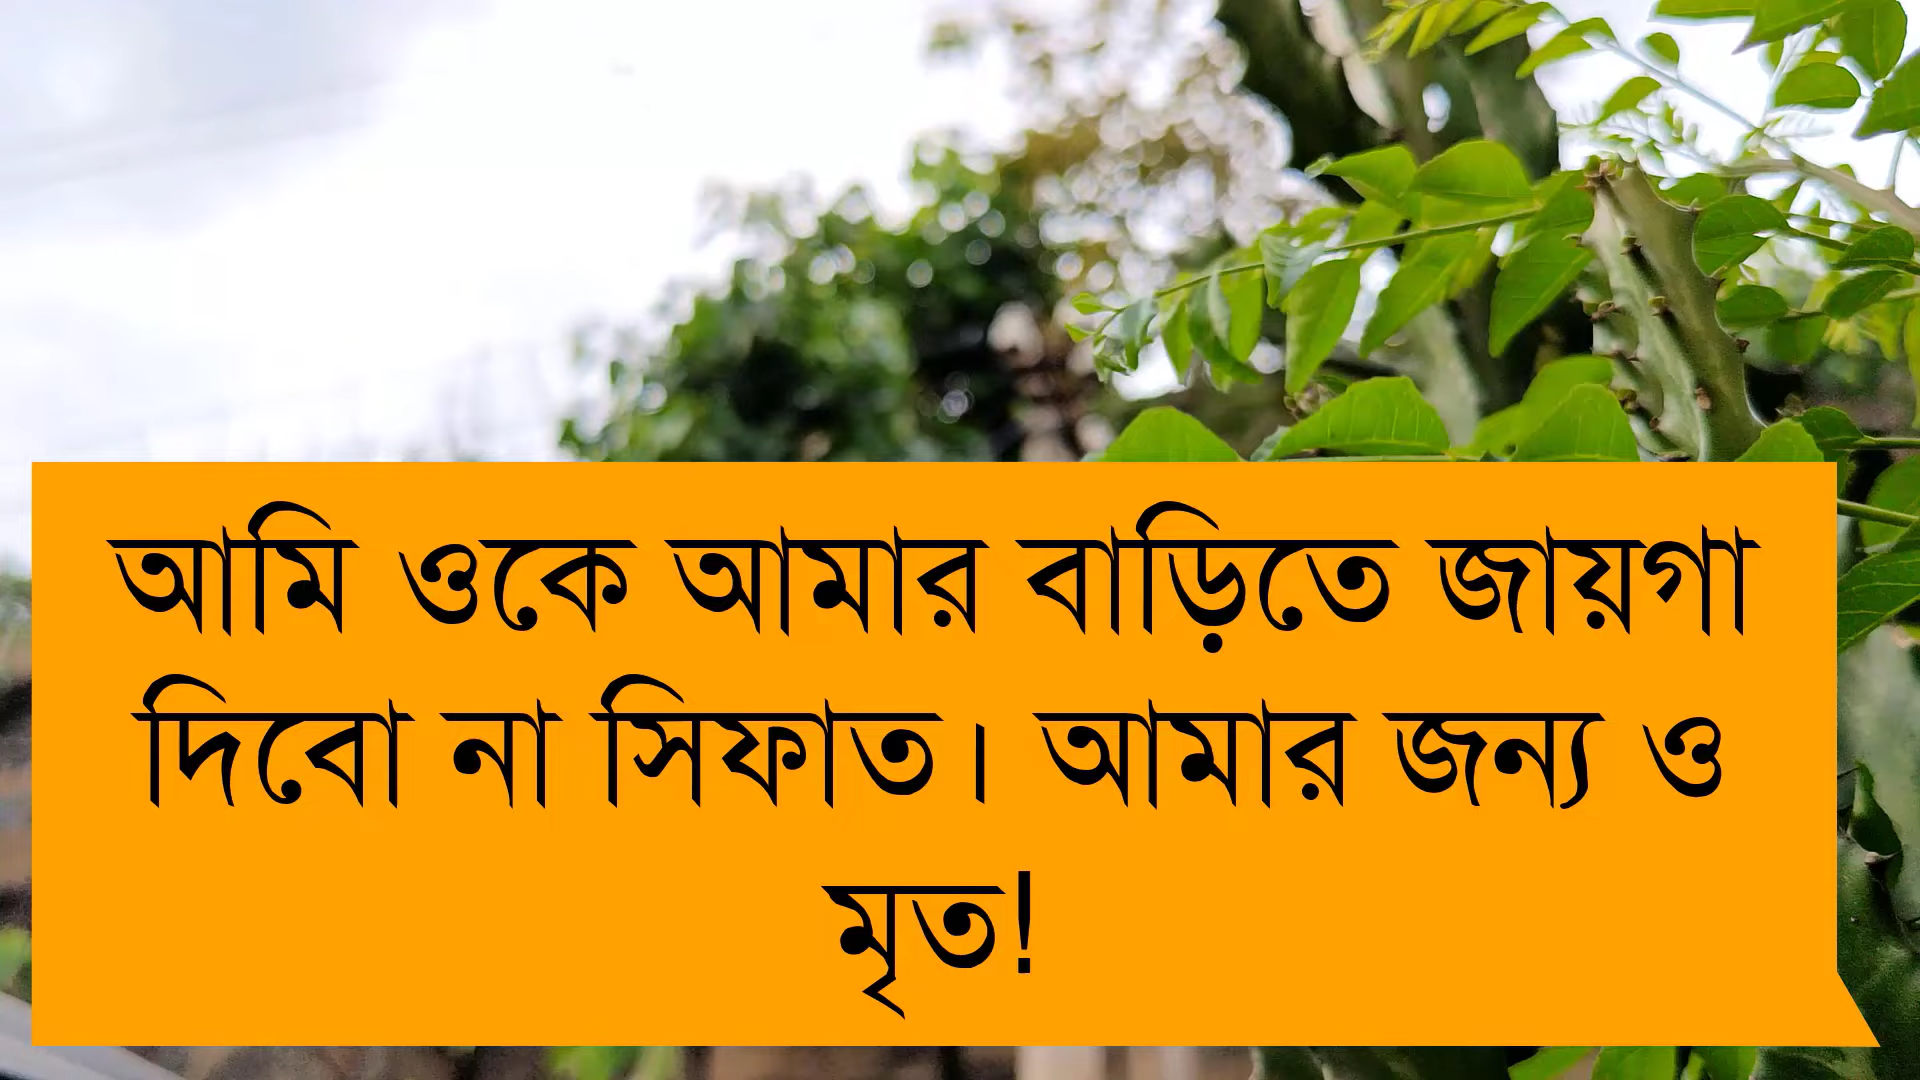 আমি ওকে আমার বাড়িতে জায়গা
দিবো না সিফাত। আমার জন্য ও
মৃত!